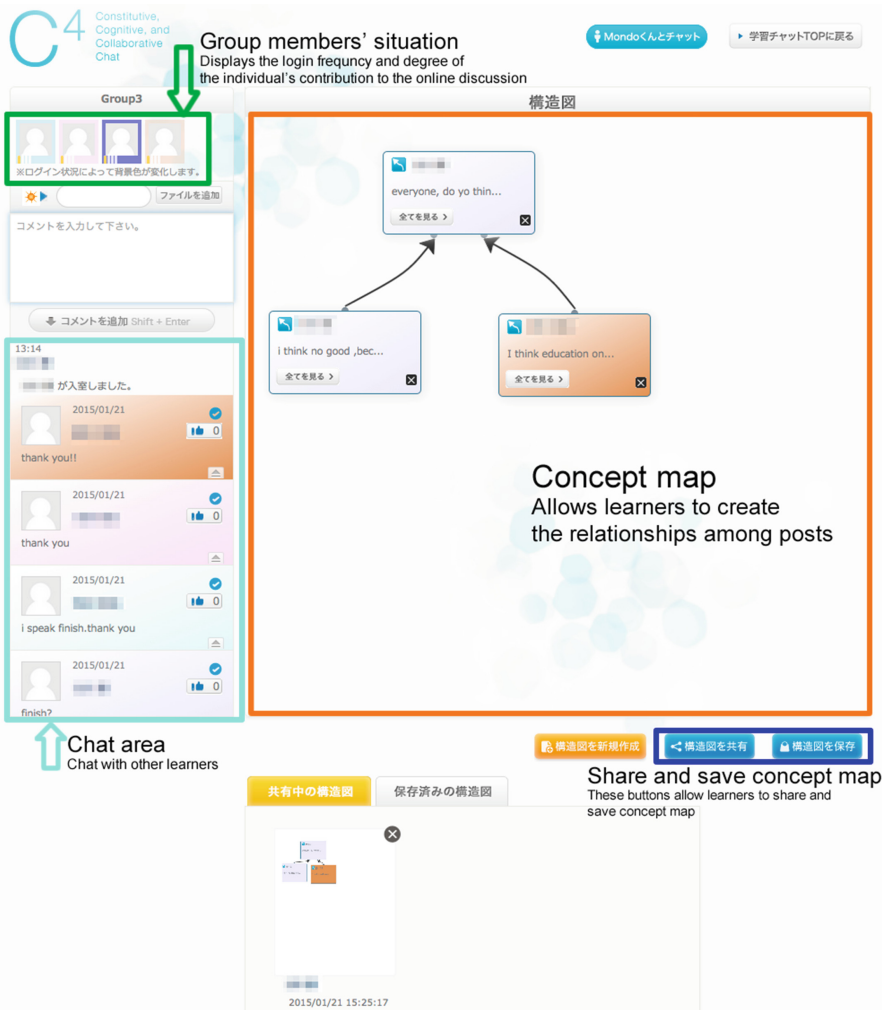 C4
Constitutive,
Cognitive, and
Collaborative
Chat
Group members' situation
Displays the login frequncy and degree of
the individual's contribution to the online discussion
Mondoくんとチャット
学習チャットTOPに戻る
Group3
※ログイン状況によって背景色が変化します。
ファイルを追加
コメントを入力して下さい。
コメントを追加 Shift + Enter
13:14
が入室しました。
2015/01/21
0
thank you!!
2015/01/21
0
thank you
2015/01/21
0
i speak finish.thank you
2015/01/21
0
finish?
Chat area
Chat with other learners
構造図
everyone, do yo thin...
全てを見る
i think no good ,bec...
全てを見る
I think education on...
全てを見る
Concept map
Allows learners to create
the relationships among posts
構造図を新規作成
構造図を共有
構造図を保存
Share and save concept map
These buttons allow learners to share and
save concept map
共有中の構造図
保存済みの構造図
2015/01/21 15:25:17